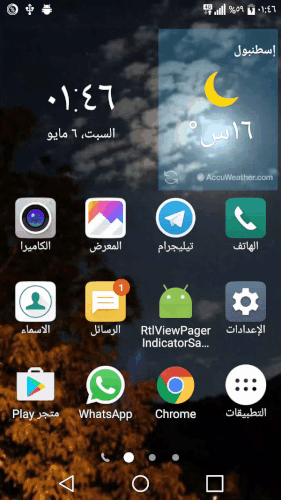 ٪٥٩ ٠١:٤٦
إسطنبول
٠١:٤٦
السبت، ٦ مايو
١٦س°
AccuWeather.com
الهاتف
تيليجرام
المعرض
الكاميرا
الإعدادات
RtlViewPager
IndicatorSa...
1
الرسائل
الاسماء
التطبيقات
Chrome
WhatsApp
متجر Play